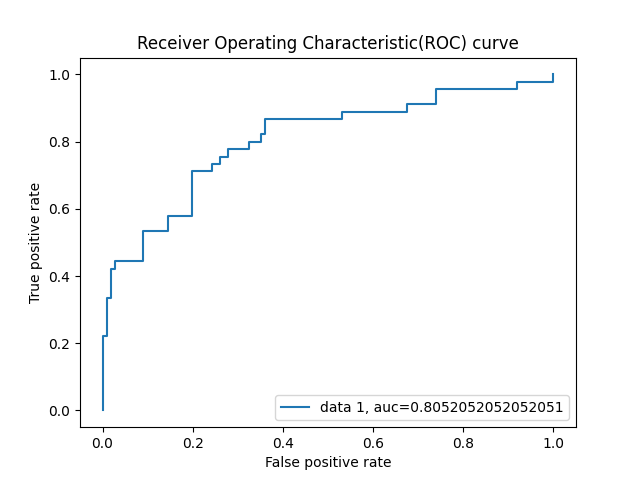 Receiver Operating Characteristic(ROC) curve
1.0
0.8
0.6
0.4
0.2
0.0
True positive rate
data 1, auc=0.8052052052052051
0.0 0.2 0.4 0.6 0.8 1.0
False positive rate